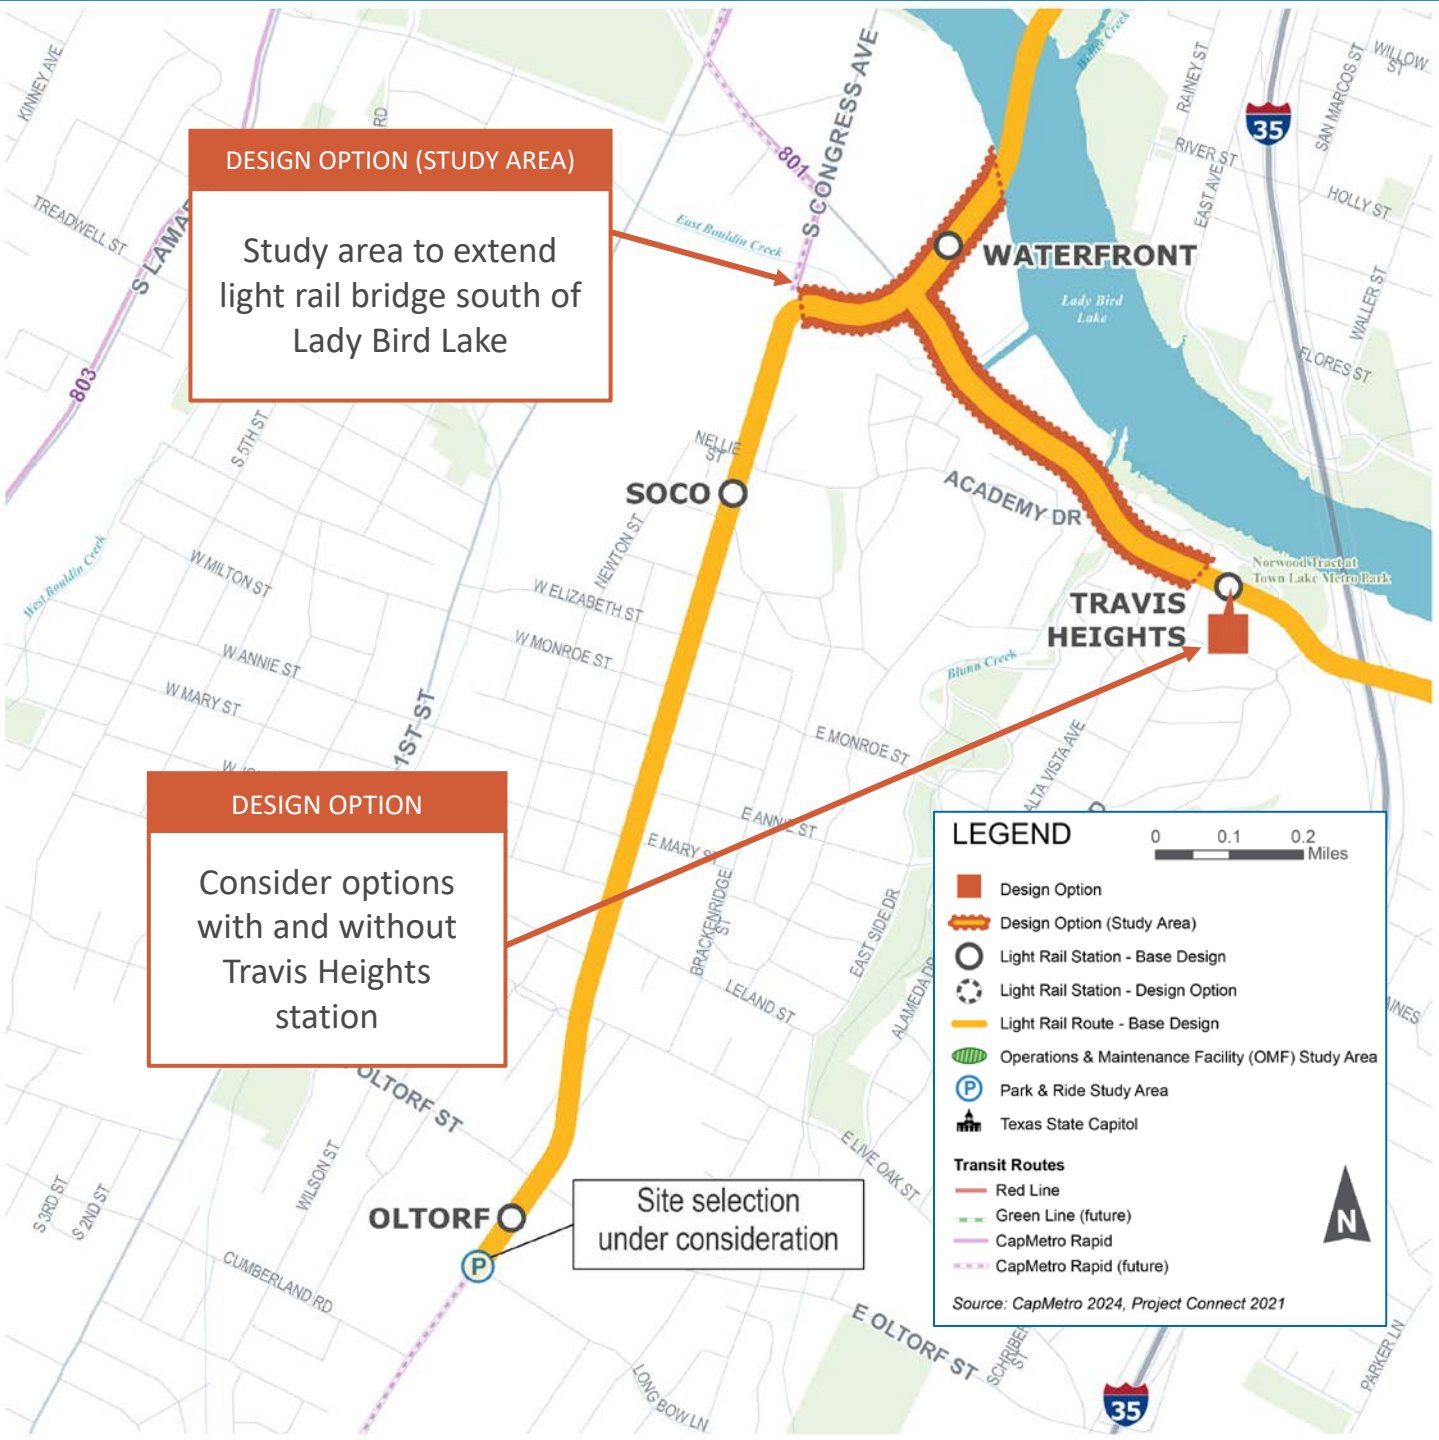 KINNEY AVE
RD
TREADWELL ST
S LAMAR
803
DESIGN OPTION (STUDY AREA)
Study area to extend
light rail bridge south of
Lady Bird Lake
801
S CONGRESS AVE
East Bouldin Creek
Waller Creek
RAINEY ST
WILLOW
ST
SAN MARCOS ST
35
RIVER ST
EAST AVE
HOLLY ST
WALLER ST
FLORES ST
WATERFRONT
Lady Bird
Lake
S 5TH ST
NELLIE
ST
SOCO
ACADEMY DR
West Bouldin Creek
W MILTON ST
NEWTON ST
W ELIZABETH ST
W MONROE ST
W ANNIE ST
W MARY ST
1ST ST
Norwood Tract at
Town Lake Metro Park
TRAVIS
HEIGHTS
Blunn Creek
E MONROE ST
ALTA VISTA AVE
DESIGN OPTION
Consider options
with and without
Travis Heights
station
E ANNIE ST
E MARY ST
BRACKENRIDGE
ST
EAST SIDE DR
LELAND ST
ALAMEDA DR
OLTORF ST
E LIVE OAK ST
WILSON ST
S 3RD ST
S 2ND ST
CUMBERLAND RD
OLTORF
P
Site selection
under consideration
E OLTORF ST
SCHRIBER
ST
LONG BOW LN
PARKER LN
35
LEGEND
0 0.1 0.2
Miles
Design Option
Design Option (Study Area)
Light Rail Station - Base Design
Light Rail Station - Design Option
Light Rail Route - Base Design
Operations & Maintenance Facility (OMF) Study Area
P Park & Ride Study Area
Texas State Capitol
Transit Routes
Red Line
Green Line (future)
CapMetro Rapid
CapMetro Rapid (future)
N
Source: CapMetro 2024, Project Connect 2021